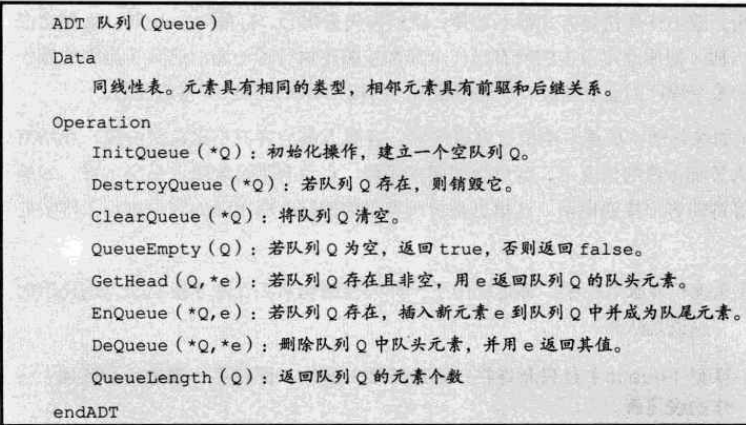 ADT 队列（Queue）
Data
同线性表。元素具有相同的类型，相邻元素具有前驱和后继关系。
Operation
InitQueue（*Q）：初始化操作，建立一个空队列 Q。
DestroyQueue（*Q）：若队列 Q 存在，则销毁它。
ClearQueue（*Q）：将队列 Q 清空。
QueueEmpty（Q）：若队列 Q 为空，返回 true，否则返回 false。
GetHead（Q,*e）：若队列 Q 存在且非空，用 e 返回队列 Q 的队头元素。
EnQueue（*Q,e）：若队列 Q 存在，插入新元素 e 到队列 Q 中并成为队尾元素。
DeQueue（*Q,*e）：删除队列 Q 中队头元素，并用 e 返回其值。
QueueLength（Q）：返回队列 Q 的元素个数
endADT